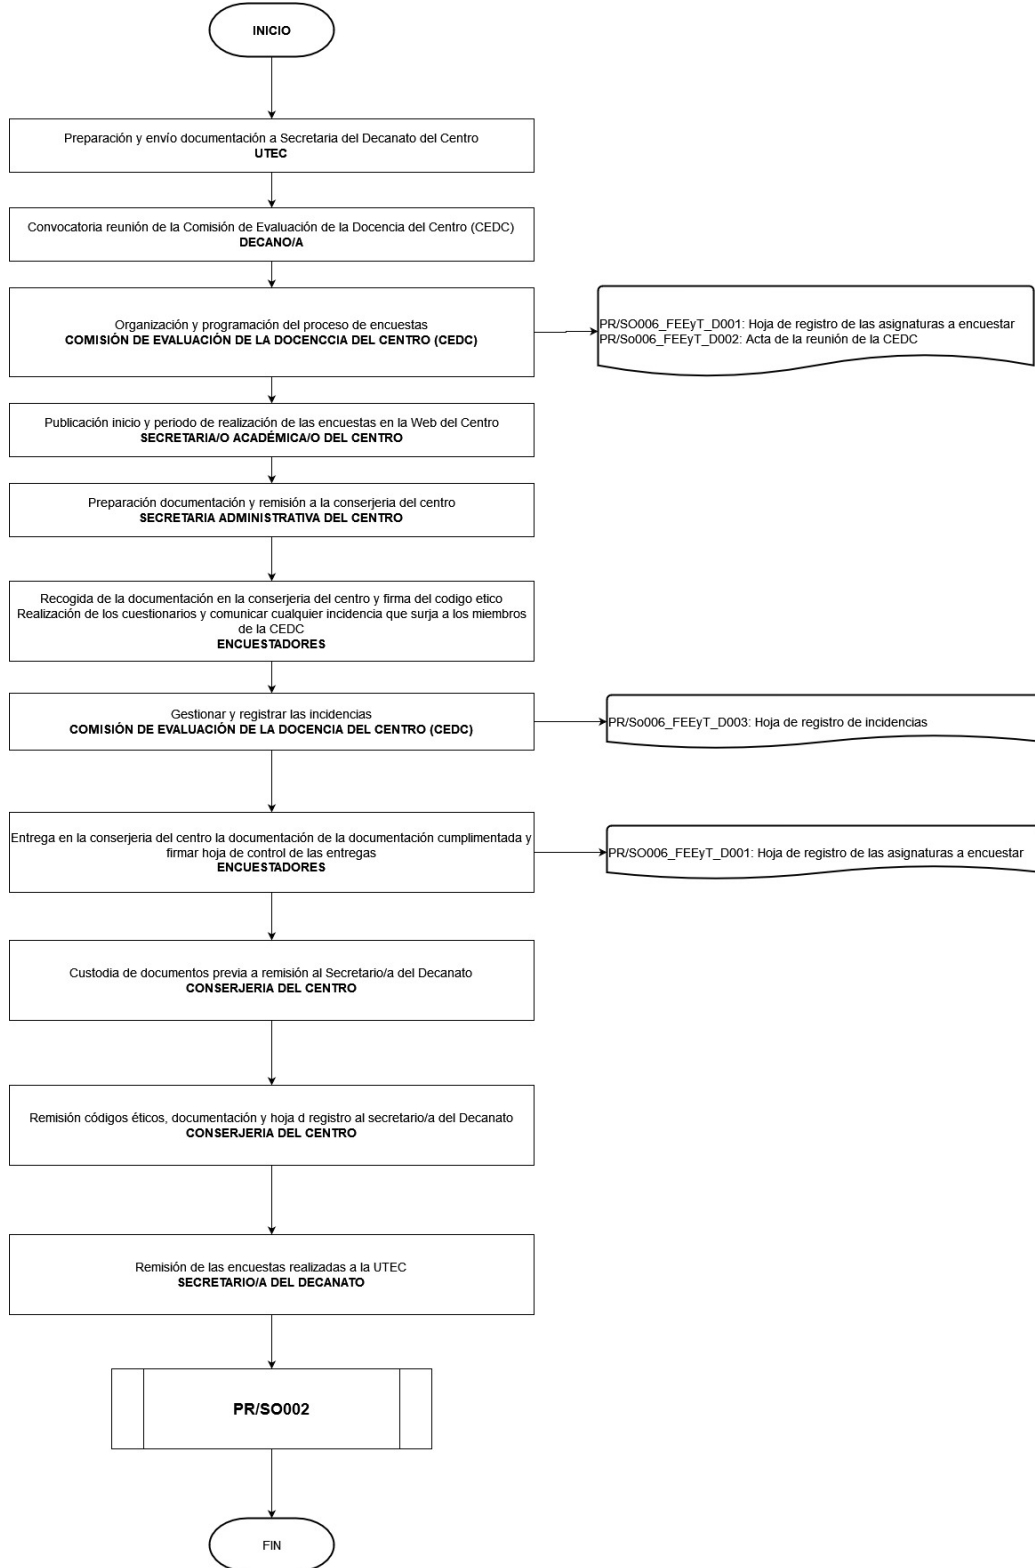 INICIO
Preparación y envío documentación a Secretaria del Decanato del Centro
UTEC
Convocatoria reunión de la Comisión de Evaluación de la Docencia del Centro (CEDC)
DECANO/A
Organización y programación del proceso de encuestas
COMISIÓN DE EVALUACIÓN DE LA DOCENCCIA DEL CENTRO (CEDC)
PR/SO006_FEEyT_D001: Hoja de registro de las asignaturas a encuestar
PR/So006_FEEyT_D002: Acta de la reunión de la CEDC
Publicación inicio y periodo de realización de las encuestas en la Web del Centro
SECRETARIA/O ACADÉMICA/O DEL CENTRO
Preparación documentación y remisión a la conserjeria del centro
SECRETARIA ADMINISTRATIVA DEL CENTRO
Recogida de la documentación en la conserjeria del centro y firma del codigo etico
Realización de los cuestionarios y comunicar cualquier incidencia que surja a los miembros
de la CEDC
ENCUESTADORES
Gestionar y registrar las incidencias
COMISIÓN DE EVALUACIÓN DE LA DOCENCIA DEL CENTRO (CEDC)
PR/So006_FEEyT_D003: Hoja de registro de incidencias
Entrega en la conserjeria del centro la documentación de la documentación cumplimentada y
firmar hoja de control de las entregas
ENCUESTADORES
PR/SO006_FEEyT_D001: Hoja de registro de las asignaturas a encuestar
Custodia de documentos previa a remisión al Secretario/a del Decanato
CONSERJERIA DEL CENTRO
Remisión códigos éticos, documentación y hoja d registro al secretario/a del Decanato
CONSERJERIA DEL CENTRO
Remisión de las encuestas realizadas a la UTEC
SECRETARIO/A DEL DECANATO
PR/SO002
FIN